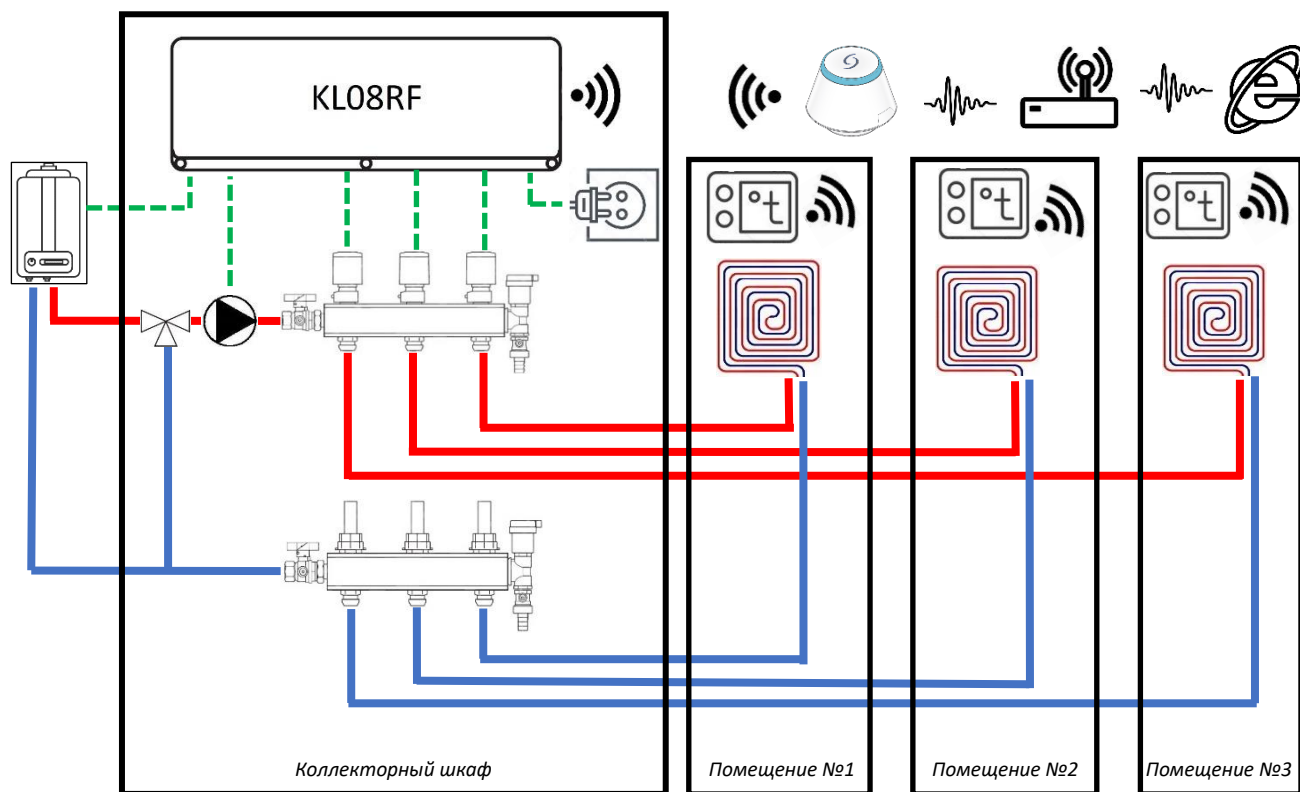 KL08RF
°t
°t
°t
Коллекторный шкаф
Помещение №1
Помещение №2
Помещение №3